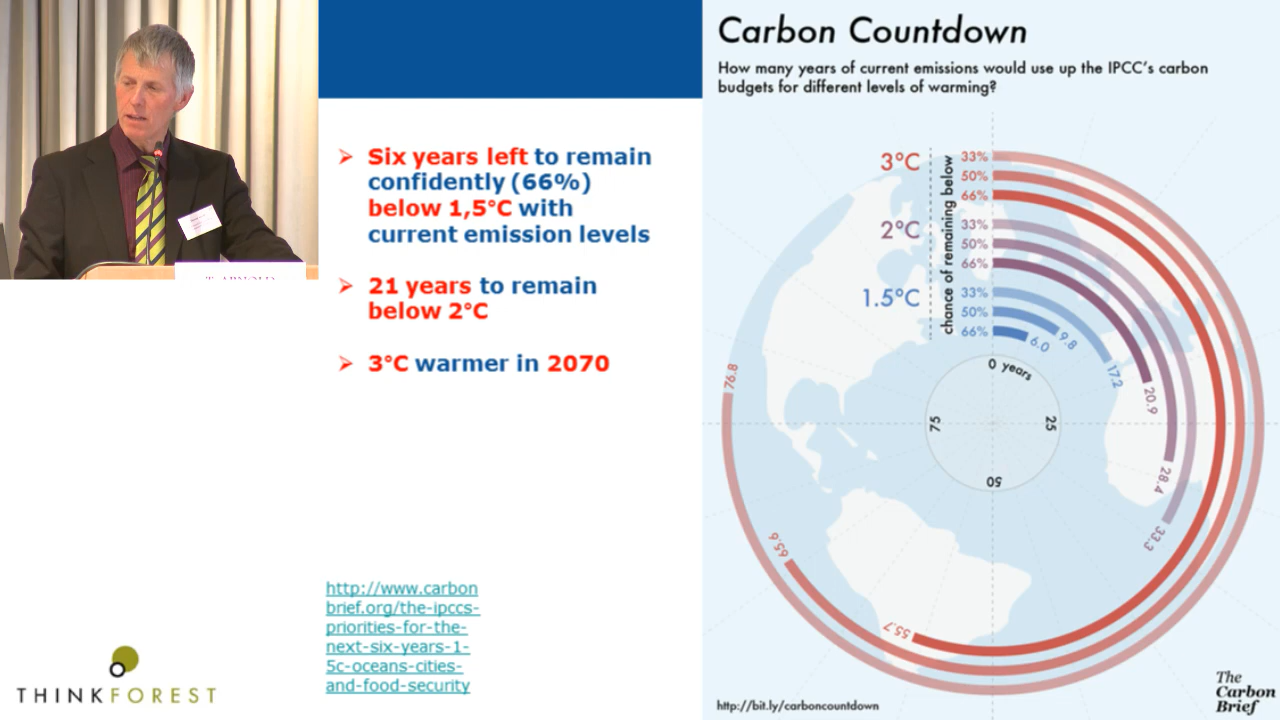 Six years left to remain
confidently (66%)
below 1,5°C with
current emission levels
21 years to remain
below 2°C
3°C warmer in 2070
http://www.carbon
brief.org/the-ipccs-
priorities-for-the-
next-six-years-1-
5c-oceans-cities-
and-food-security
THINKFOREST
Carbon Countdown
How many years of current emissions would use up the IPCC's carbon
budgets for different levels of warming?
3°C
33%
50%
66%
2°C
33%
50%
66%
1.5°C
33%
50%
66%
chance of remaining below
6.0
9.8
17.2
20.9
28.4
33.3
55.7
65.6
76.8
0 years
25
50
75
http://bit.ly/carboncountdown
The
Carbon
Brief